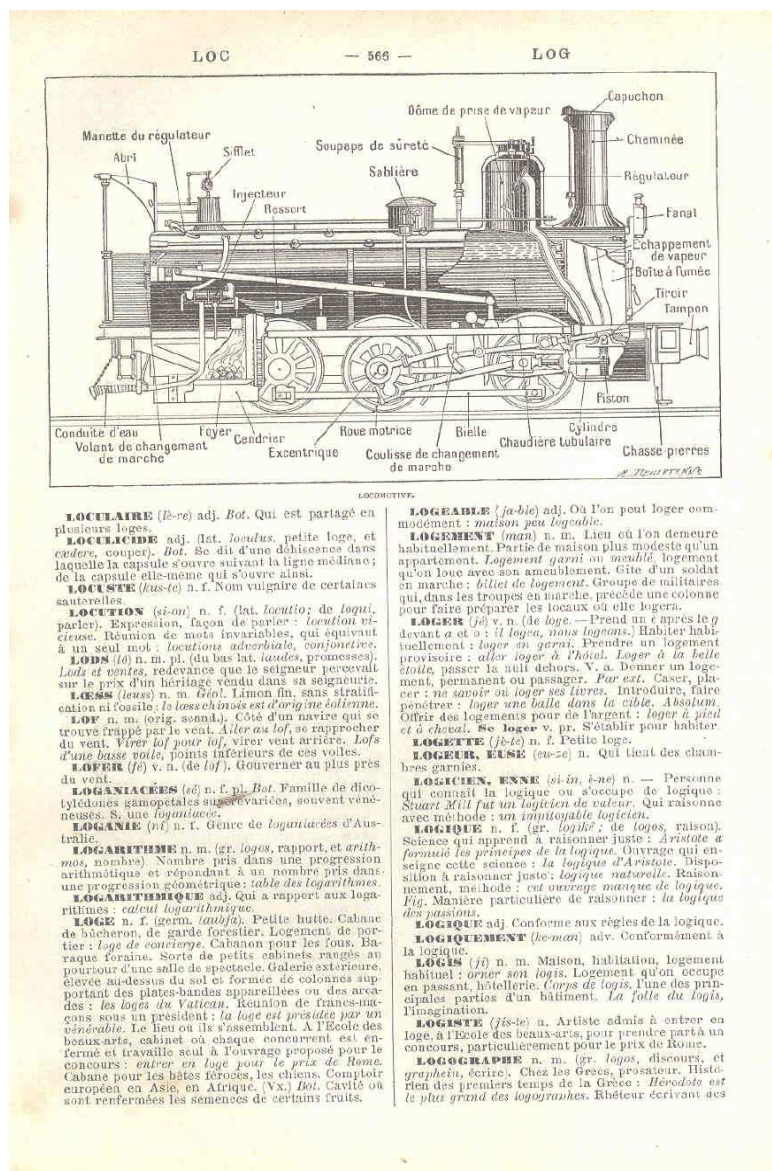 LOC — 566 — LOG
Capuchon
Dôme de prise de vapeur
Manette du régulateur
Soupape de sûreté
Cheminée
Abri
Sifflet
Sablière
Régulateur
Injecteur
Ressort
Fanal
Echappement
de vapeur
Boîte à fumée
Tiroir
Tampon
Piston
Conduite d'eau
Foyer
Cendrier
Roue motrice
Bielle
Cylindre
Volant de changement
de marche
Excentrique
Coulisse de changement
de marche
Chaudière tubulaire
Chasse-pierres
LOCOMOTIVE.
LOCULAIRE (lè-re) adj. Bot. Qui est partagé en
plusieurs loges.
LOCULICIDE adj. (lat. loculus, petite loge, et
cædere, couper). Bot. Se dit d'une déhiscence dans
laquelle la capsule s'ouvre suivant la ligne médiane ;
de la capsule elle-même qui s'ouvre ainsi.
LOCUSTE (kus-te) n. f. Nom vulgaire de certaines
sauterelles.
LOCUTION (si-on) n. f. (lat. locutio; de loqui,
parler). Expression, façon de parler : locution vi-
cieuse. Réunion de mots invariables, qui équivaut
à un seul mot : locutions adverbiale, conjonctive.
LODS (lô) n. m. pl. (du bas lat. laudes, promesses).
Lods et ventes, redevance que le seigneur percevait
sur le prix d'un héritage vendu dans sa seigneurie.
LŒSS (leuss) n. m. Géol. Limon fin, sans stratifi-
cation ni fossile : le lœss chinois est d'origine éolienne.
LOF n. m. (orig. scand.). Côté d'un navire qui se
trouve frappé par le vent. Aller au lof, se rapprocher
du vent. Virer lof pour lof, virer vent arrière. Lofs
d'une basse voile, points inférieurs de ces voiles.
LOFER (fé) v. n. (de lof). Gouverner au plus près
du vent.
LOGANIACÉES (sé) n. f. pl. Bot. Famille de dico-
tylédones gamopétales superovariées, souvent véné-
neuses. S. une loganiacée.
LOGANIE (nî) n. f. Genre de loganiacées d'Aus-
tralie.
LOGARITHME n. m. (gr. logos, rapport, et arith-
mos, nombre). Nombre pris dans une progression
arithmétique et répondant à un nombre pris dans
une progression géométrique : table des logarithmes.
LOGARITHMIQUE adj. Qui a rapport aux loga-
rithmes : calcul logarithmique.
LOGE n. f. (germ. laubja). Petite hutte. Cabane
de bûcheron, de garde forestier. Logement de por-
tier : loge de concierge. Cabanon pour les fous. Ba-
raque foraine. Sorte de petits cabinets rangés au
pourtour d'une salle de spectacle. Galerie extérieure,
élevée au-dessus du sol et formée de colonnes sup-
portant des plates-bandes appareillées ou des arca-
des : les loges du Vatican. Réunion de francs-ma-
çons sous un président : la loge est présidée par un
vénérable. Le lieu où ils s'assemblent. A l'Ecole des
beaux-arts, cabinet où chaque concurrent est en-
fermé et travaille seul à l'ouvrage proposé pour le
concours : entrer en loge pour le prix de Rome.
Cabane pour les bêtes féroces, les chiens. Comptoir
européen en Asie, en Afrique. (Vx.) Bot. Cavité où
sont renfermées les semences de certains fruits.
LOGEABLE (ja-ble) adj. Où l'on peut loger com-
modément : maison peu logeable.
LOGEMENT (man) n. m. Lieu où l'on demeure
habituellement. Partie de maison plus modeste qu'un
appartement. Logement garni ou meublé, logement
qu'on loue avec son ameublement. Gîte d'un soldat
en marche : billet de logement. Groupe de militaires
qui, dans les troupes en marche, précède une colonne
pour faire préparer les locaux où elle logera.
LOGER (jé) v. n. (de loge. — Prend un e après le g
devant a et o : il logea, nous logeons.) Habiter habi-
tuellement : loger en garni. Prendre un logement
provisoire : aller loger à l'hôtel. Loger à la belle
étoile, passer la nuit dehors. V. a. Donner un loge-
ment, permanent ou passager. Par ext. Caser, pla-
cer : ne savoir où loger ses livres. Introduire, faire
pénétrer : loger une balle dans la cible. Absolum.
Offrir des logements pour de l'argent : loger à pied
et à cheval. Se loger v. pr. S'établir pour habiter.
LOGETTE (jè-te) n. f. Petite loge.
LOGEUR, EUSE (eu-ze) n. Qui tient des cham-
bres garnies.
LOGICIEN, ENNE (si-in, è-ne) n. — Personne
qui connaît la logique ou s'occupe de logique :
Stuart Mill fut un logicien de valeur. Qui raisonne
avec méthode : un impitoyable logicien.
LOGIQUE n. f. (gr. logikê ; de logos, raison).
Science qui apprend à raisonner juste : Aristote a
formulé les principes de la logique. Ouvrage qui en-
seigne cette science : la logique d'Aristote. Dispo-
sition à raisonner juste : logique naturelle. Raison-
nement, méthode : cet ouvrage manque de logique.
Fig. Manière particulière de raisonner : la logique
des passions.
LOGIQUE adj. Conforme aux règles de la logique.
LOGIQUEMENT (ke-man) adv. Conformément à
la logique.
LOGIS (ji) n. m. Maison, habitation, logement
habituel : orner son logis. Logement qu'on occupe
en passant, hôtellerie. Corps de logis, l'une des prin-
cipales parties d'un bâtiment. La folle du logis,
l'imagination.
LOGISTE (jis-te) n. Artiste admis à entrer en
loge, à l'Ecole des beaux-arts, pour prendre part à un
concours, particulièrement pour le prix de Rome.
LOGOGRAPHE n. m. (gr. logos, discours, et
graphein, écrire). Chez les Grecs, prosateur. Histo-
rien des premiers temps de la Grèce : Hérodote est
le plus grand des logographes. Rhéteur écrivant des